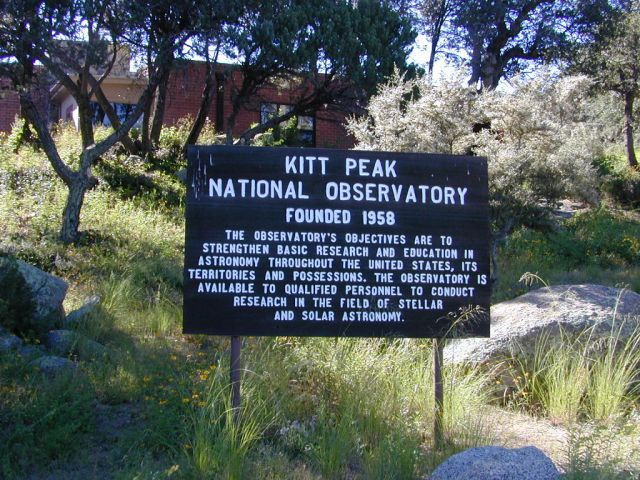 KITT PEAK
NATIONAL OBSERVATORY
FOUNDED 1958
THE OBSERVATORY'S OBJECTIVES ARE TO
STRENGTHEN BASIC RESEARCH AND EDUCATION IN
ASTRONOMY THROUGHOUT THE UNITED STATES, ITS
TERRITORIES AND POSSESSIONS. THE OBSERVATORY IS
AVAILABLE TO QUALIFIED PERSONNEL TO CONDUCT
RESEARCH IN THE FIELD OF STELLAR
AND SOLAR ASTRONOMY.